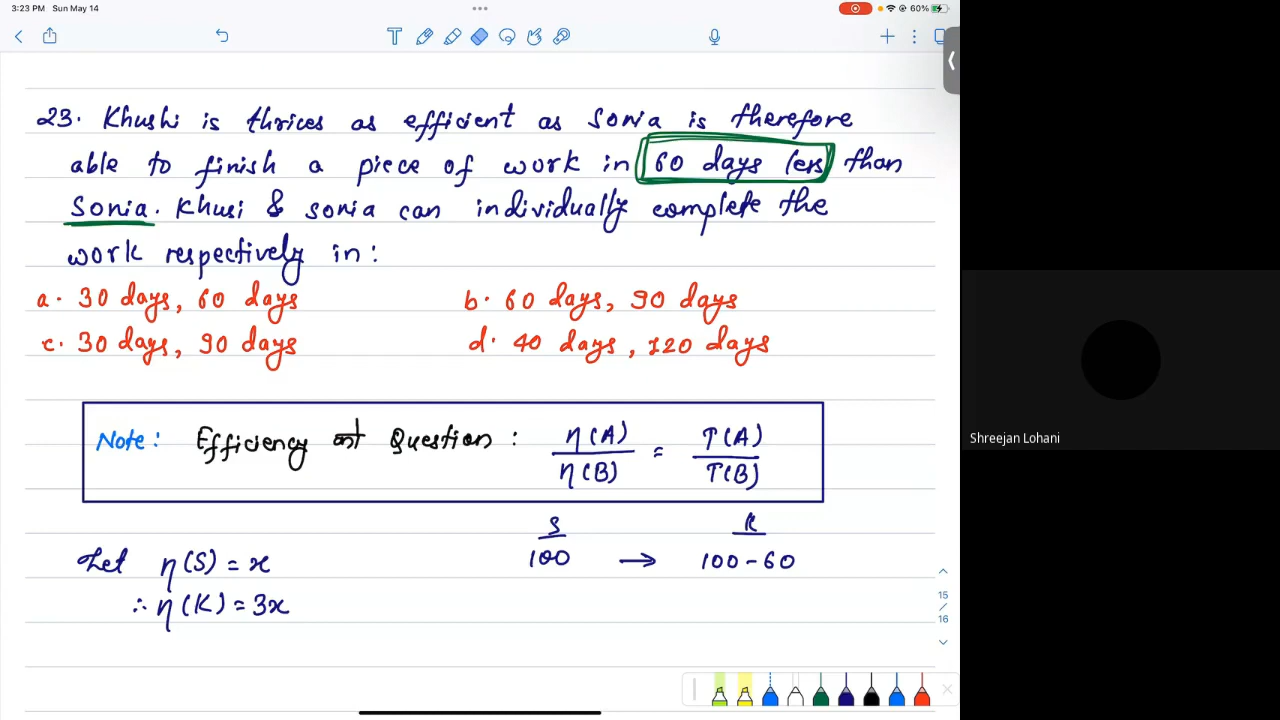 3:23 PM Sun May 14
60%
23. Khushi is thrices as efficient as Sonia is therefore
able to finish a piece of work in 60 days less than
Sonia. Khusi & sonia can individually complete the
work respectively in:
a. 30 days, 60 days
b. 60 days, 90 days
c. 30 days, 90 days
d. 40 days, 120 days
Note: Efficiency Question: η(A)/η(B) = T(A)/T(B)
S K
100 → 100-60
Let η(S) = x
∴ η(K) = 3x
15
/
16
Shreejan Lohani